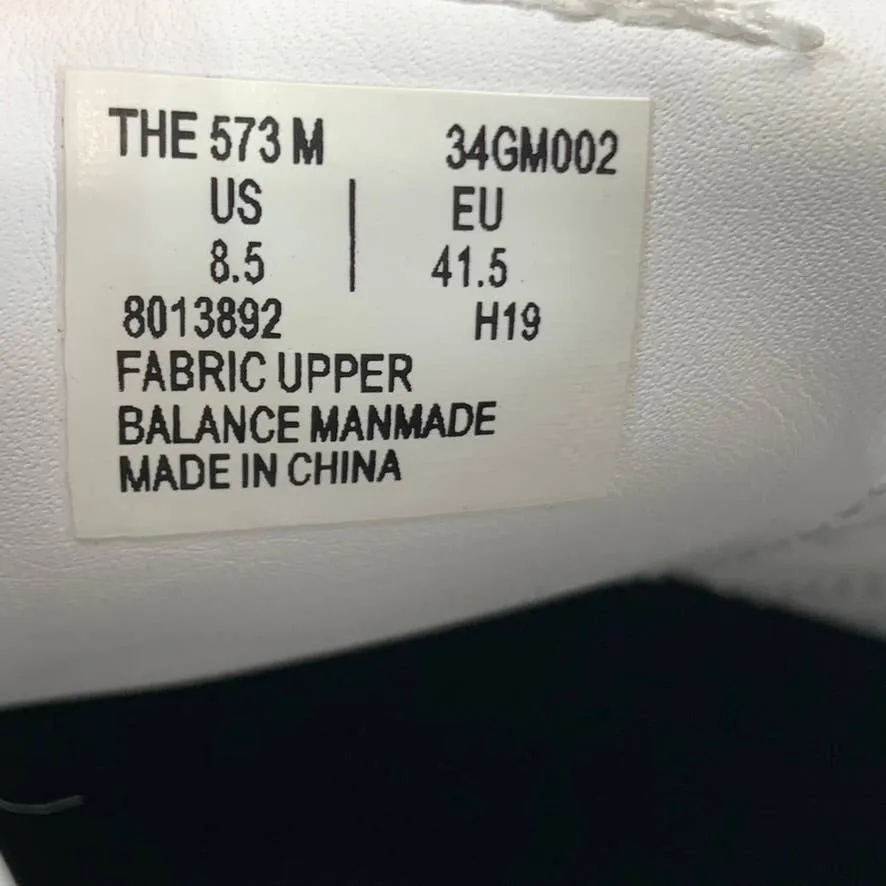 THE 573 M 34GM002
US | EU
8.5 | 41.5
8013892 H19
FABRIC UPPER
BALANCE MANMADE
MADE IN CHINA